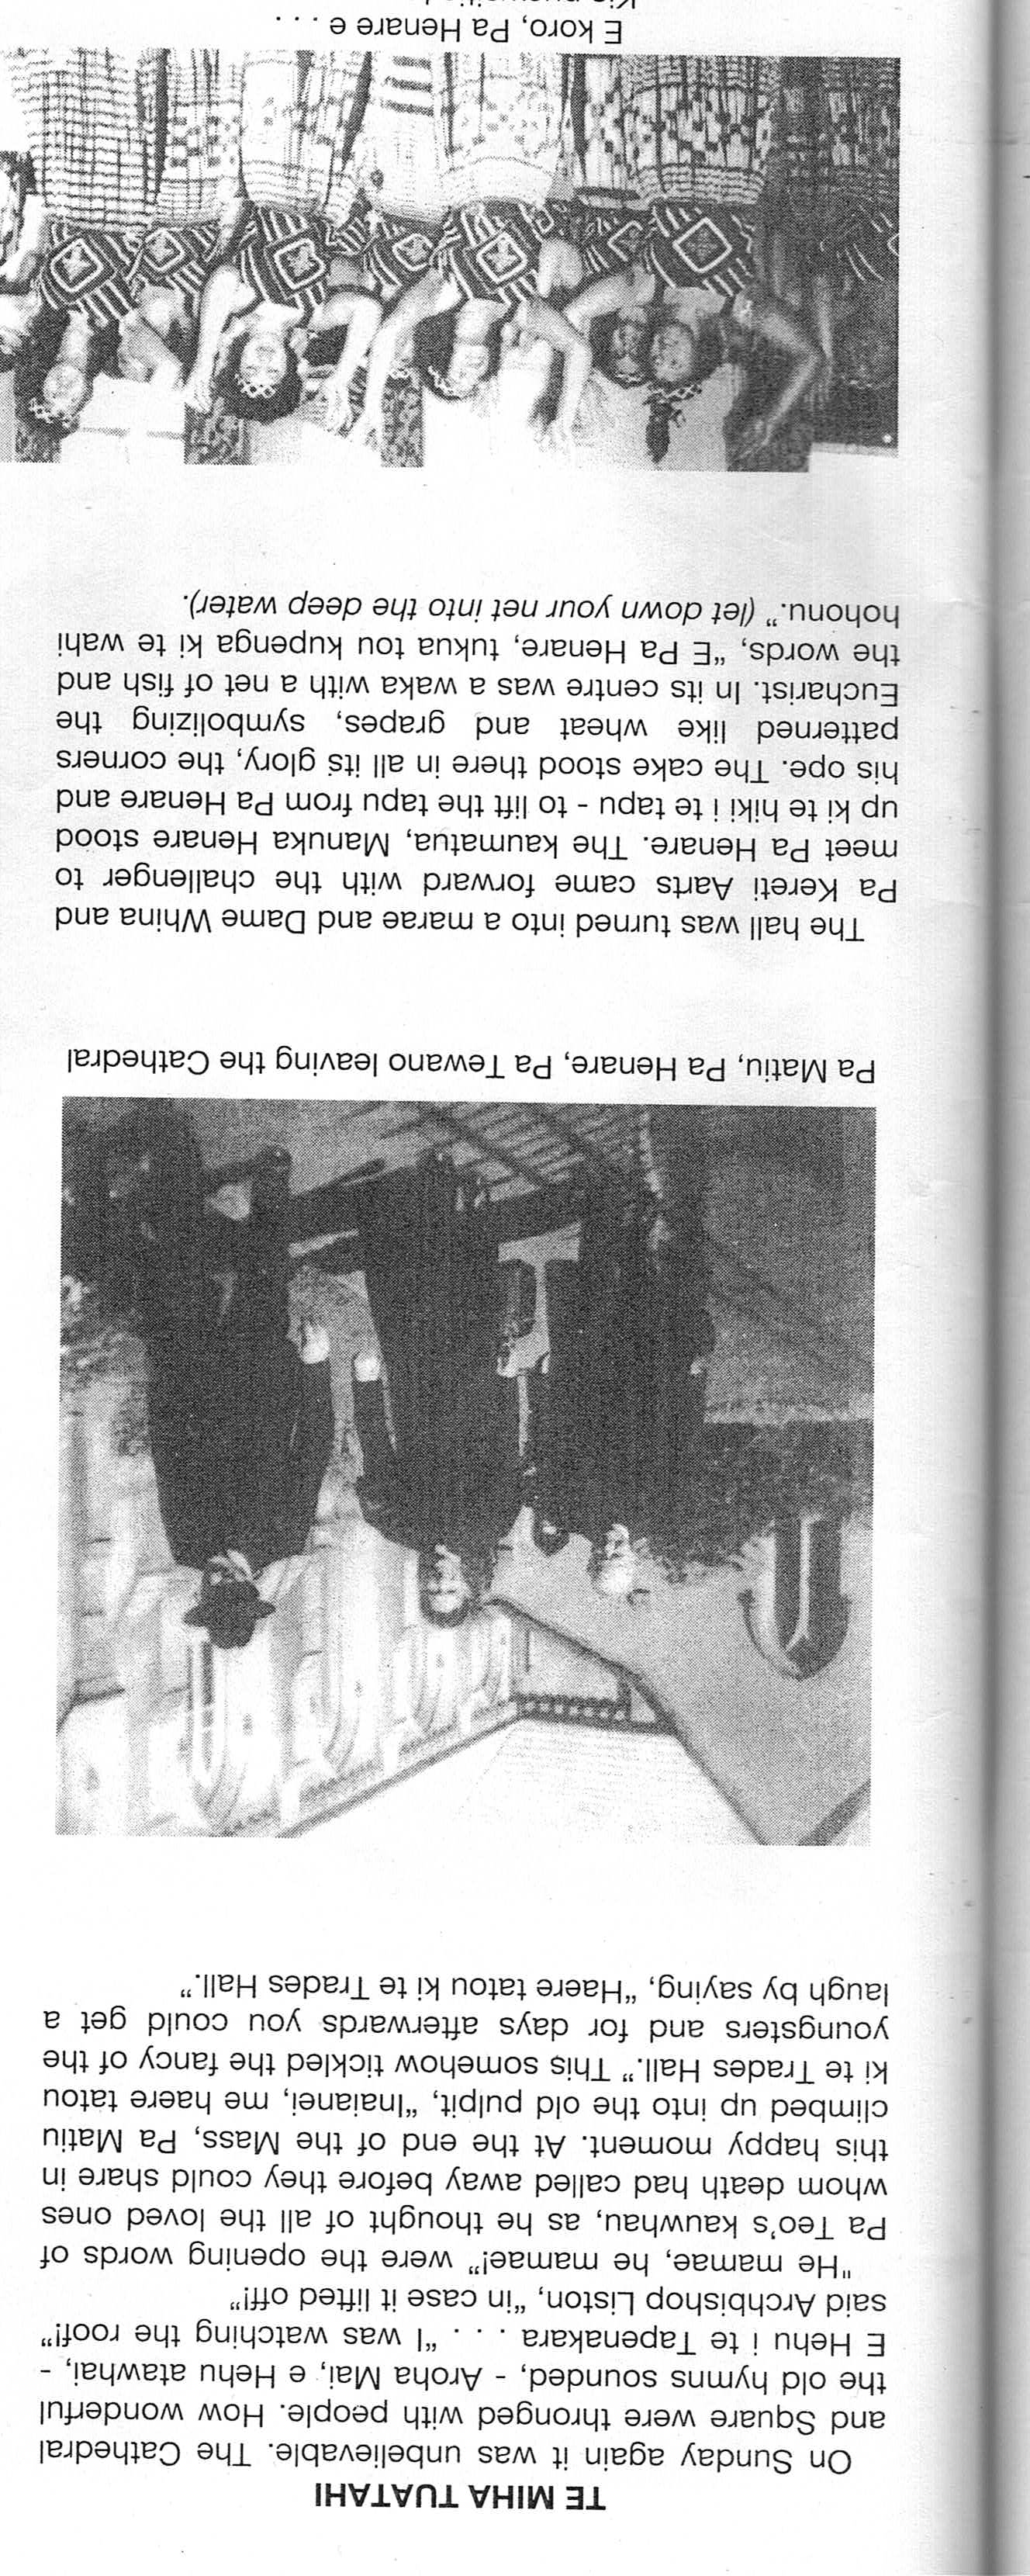 TE MIHA TUATAHI
On Sunday again it was unbelievable. The Cathedral
and Square were thronged with people. How wonderful
the old hymns sounded, - Aroha Mai, e Hehu atawhai, -
E Hehu i te Tapenakara . . . “I was watching the roof!”
said Archbishop Liston, “in case it lifted off!”
"He mamae, he mamae!” were the opening words of
Pa Teo’s kauwhau, as he thought of all the loved ones
whom death had called away before they could share in
this happy moment. At the end of the Mass, Pa Matiu
climbed up into the old pulpit, “Inaianei, me haere tatou
ki te Trades Hall.” This somehow tickled the fancy of the
youngsters and for days afterwards you could get a
laugh by saying, “Haere tatou ki te Trades Hall.”
Pa Matiu, Pa Henare, Pa Tewano leaving the Cathedral
The hall was turned into a marae and Dame Whina and
Pa Kereti Aarts came forward with the challenger to
meet Pa Henare. The kaumatua, Manuka Henare stood
up ki te hiki i te tapu - to lift the tapu from Pa Henare and
his ope. The cake stood there in all its glory, the corners
patterned like wheat and grapes, symbolizing the
Eucharist. In its centre was a waka with a net of fish and
the words, “E Pa Henare, tukua tou kupenga ki te wahi
hohonu.” (let down your net into the deep water).
E koro, Pa Henare e . . .